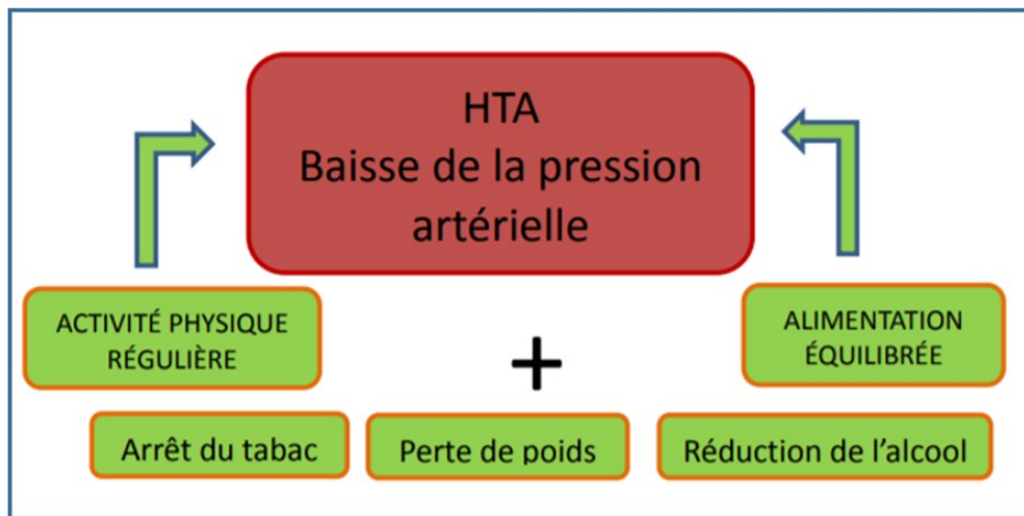 HTA
Baisse de la pression
artérielle
ACTIVITÉ PHYSIQUE
RÉGULIÈRE
ALIMENTATION
ÉQUILIBRÉE
+
Arrêt du tabac
Perte de poids
Réduction de l'alcool